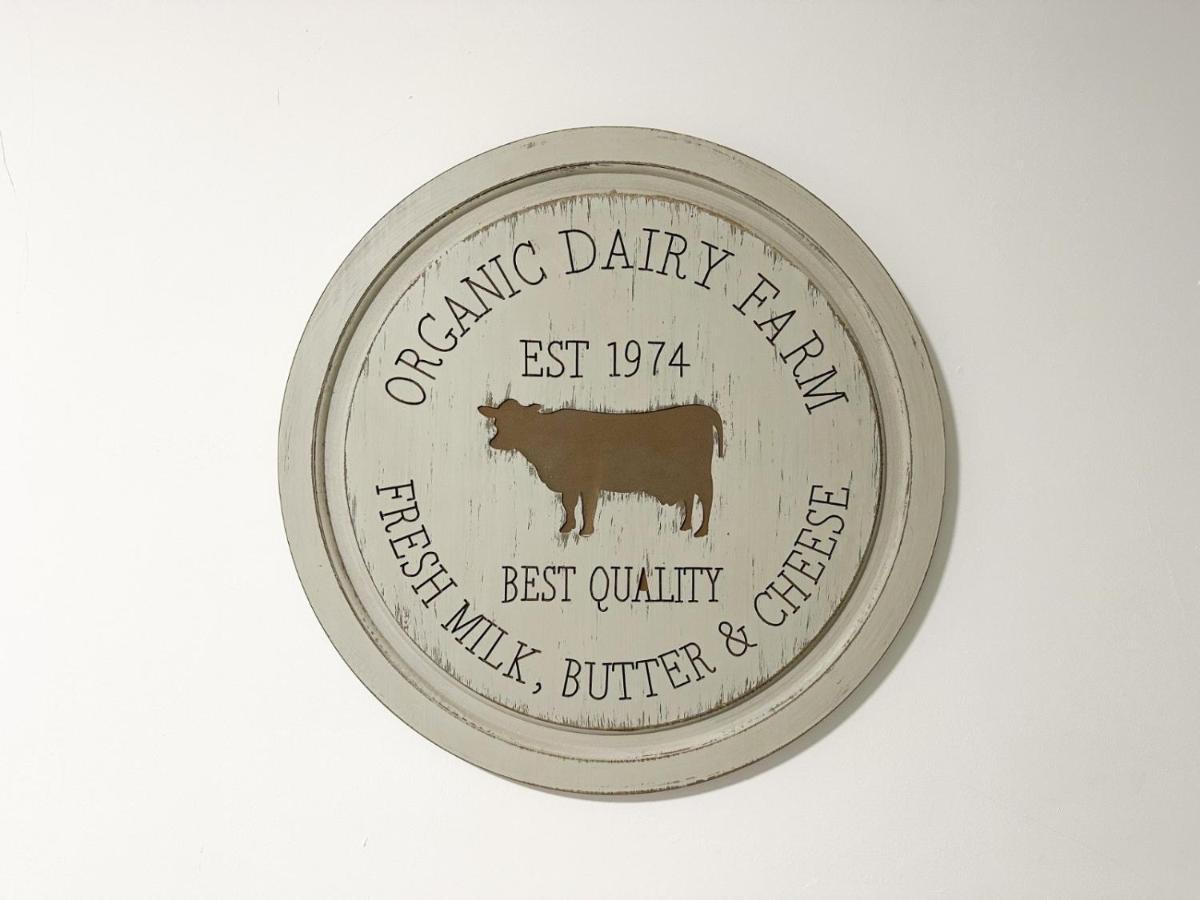 ORGANIC DAIRY FARM
EST 1974
BEST QUALITY
FRESH MILK, BUTTER & CHEESE